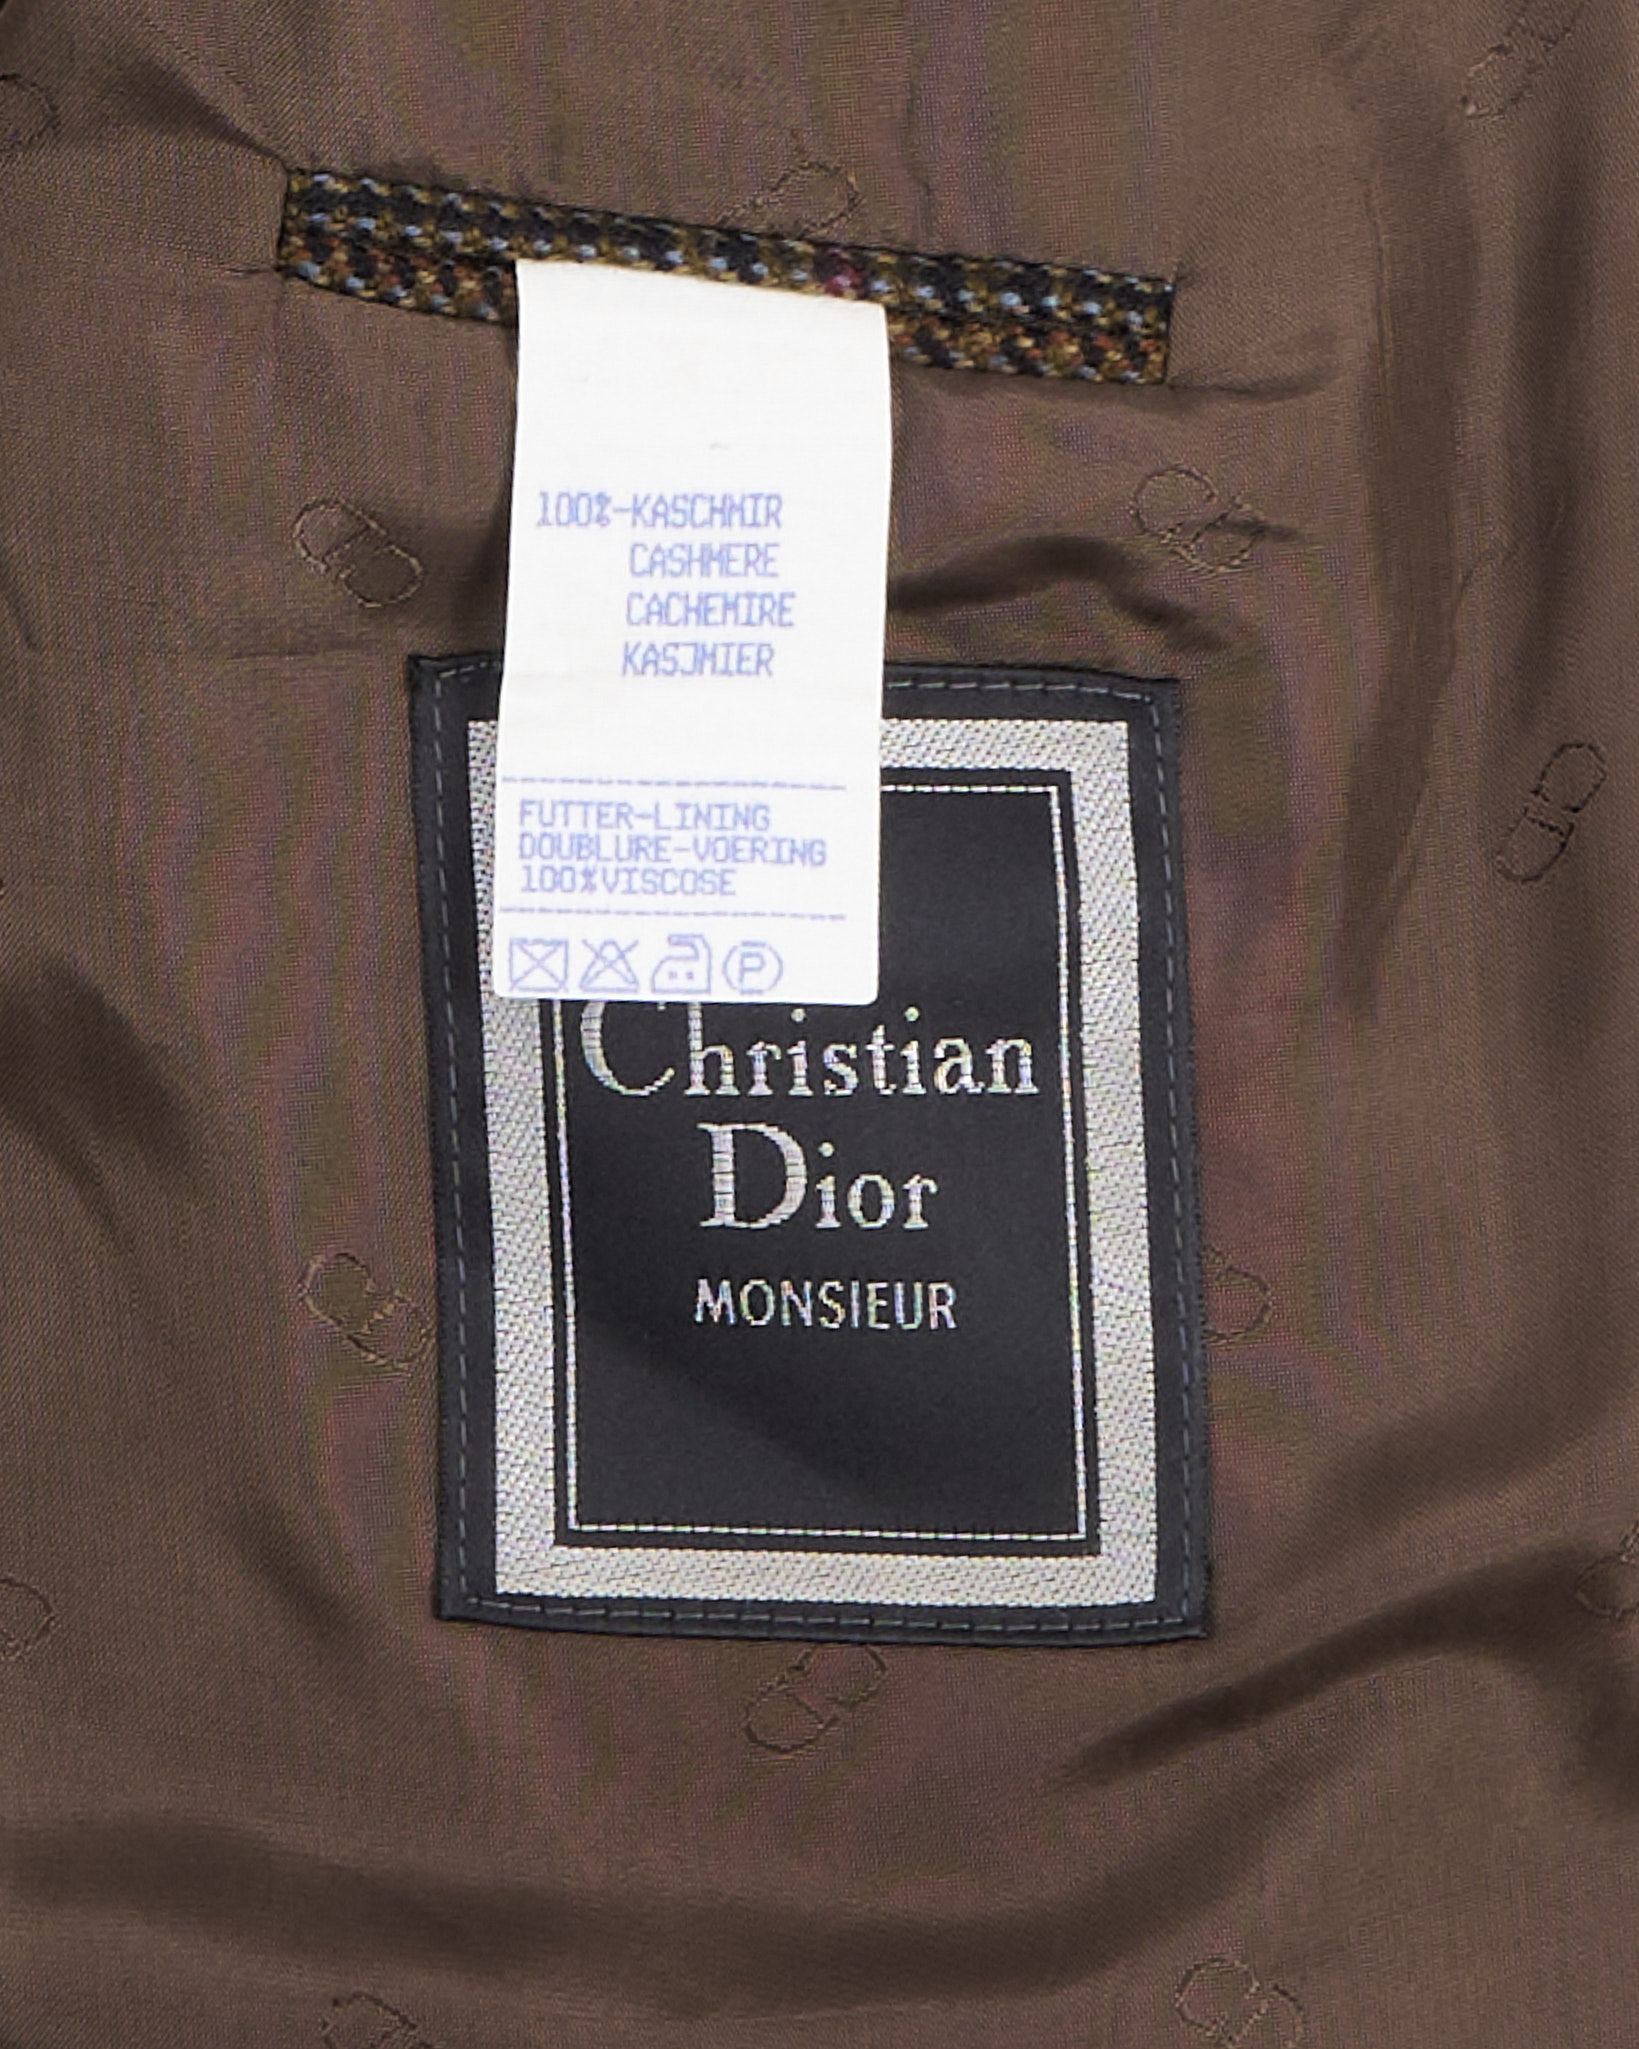 100%-KASCHMIR
CASHMERE
CACHEMIRE
KASJMIER
FUTTER-LINING
DOUBLURE-VOERING
100%VISCOSE
P
Christian
Dior
MONSIEUR